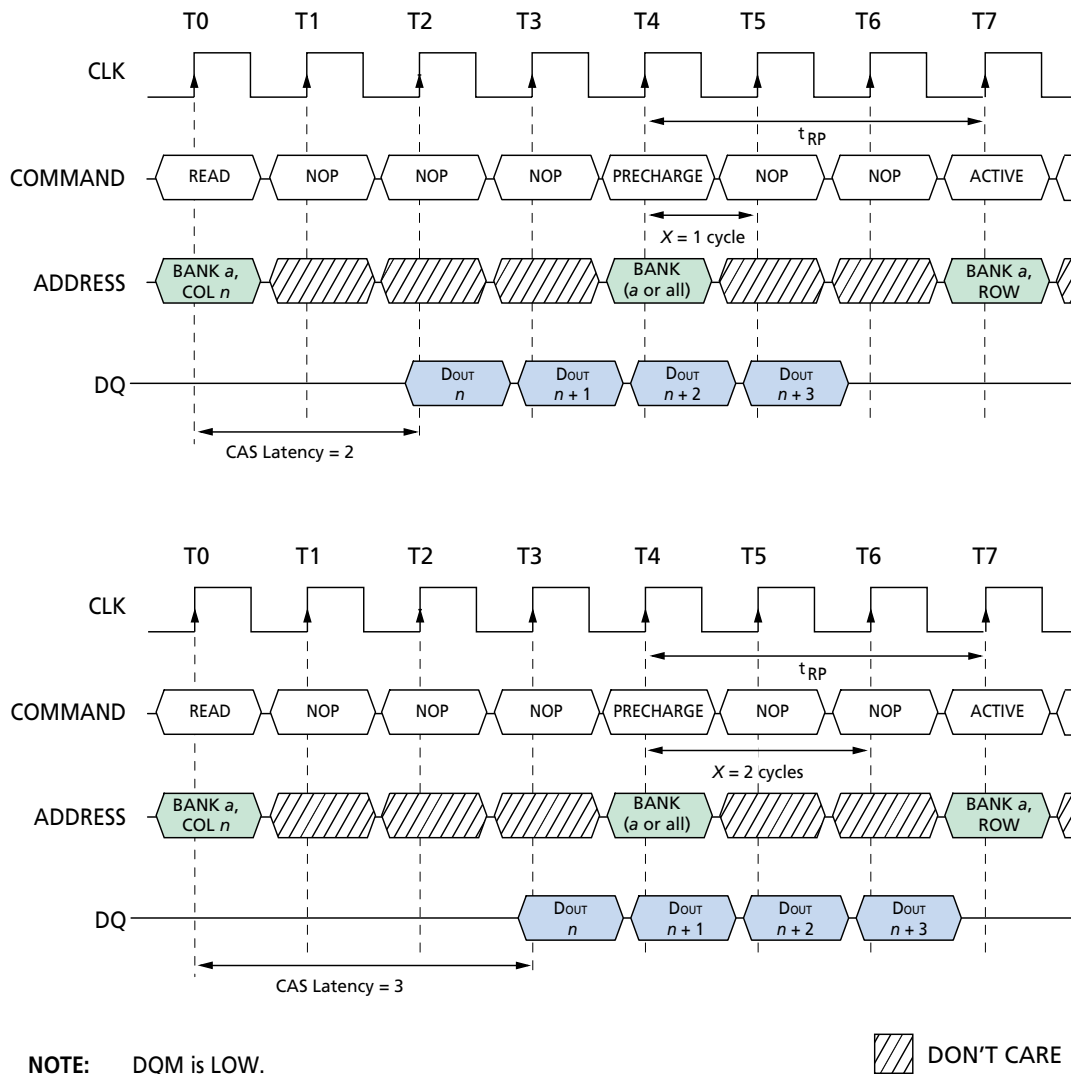 T0 T1 T2 T3 T4 T5 T6 T7
CLK
tRP
COMMAND READ NOP NOP NOP PRECHARGE NOP NOP ACTIVE
X = 1 cycle
ADDRESS BANK a, COL n BANK (a or all) BANK a, ROW
DQ DOUT n DOUT n + 1 DOUT n + 2 DOUT n + 3
CAS Latency = 2
T0 T1 T2 T3 T4 T5 T6 T7
CLK
tRP
COMMAND READ NOP NOP NOP PRECHARGE NOP NOP ACTIVE
X = 2 cycles
ADDRESS BANK a, COL n BANK (a or all) BANK a, ROW
DQ DOUT n DOUT n + 1 DOUT n + 2 DOUT n + 3
CAS Latency = 3
NOTE: DQM is LOW.
DON'T CARE